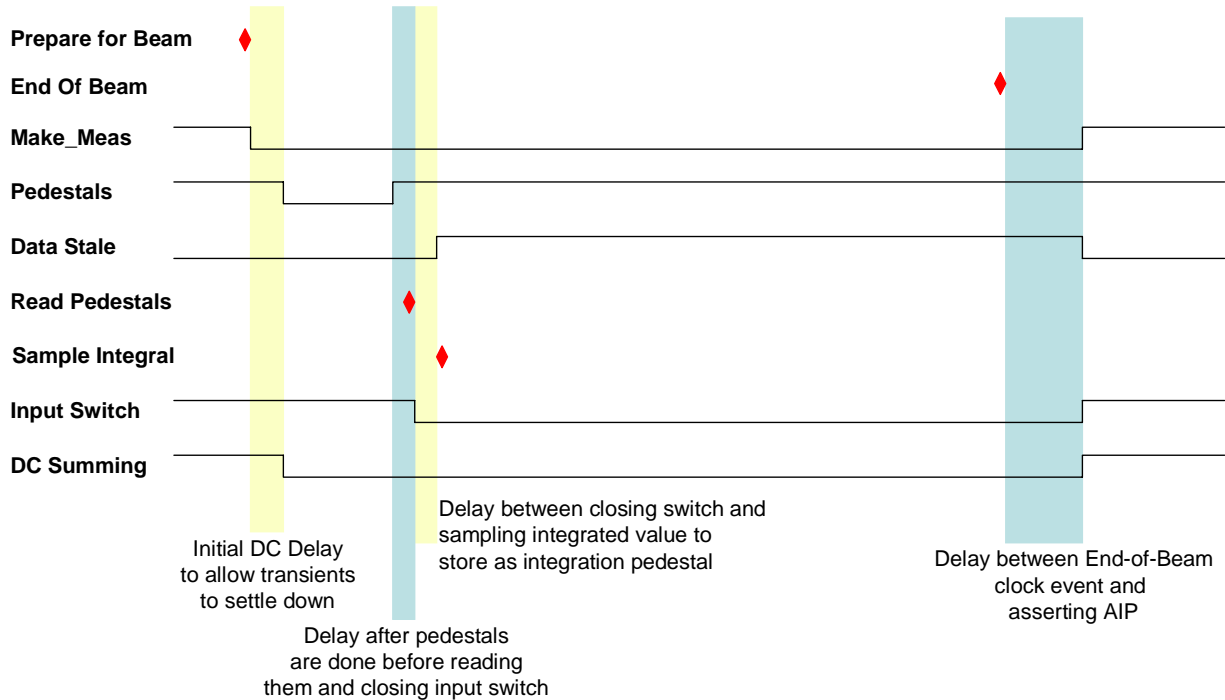 Prepare for Beam
End Of Beam
Make_Meas
Pedestals
Data Stale
Read Pedestals
Sample Integral
Input Switch
DC Summing
Initial DC Delay
to allow transients
to settle down
Delay after pedestals
are done before reading
them and closing input switch
Delay between closing switch and
sampling integrated value to
store as integration pedestal
Delay between End-of-Beam
clock event and
asserting AIP